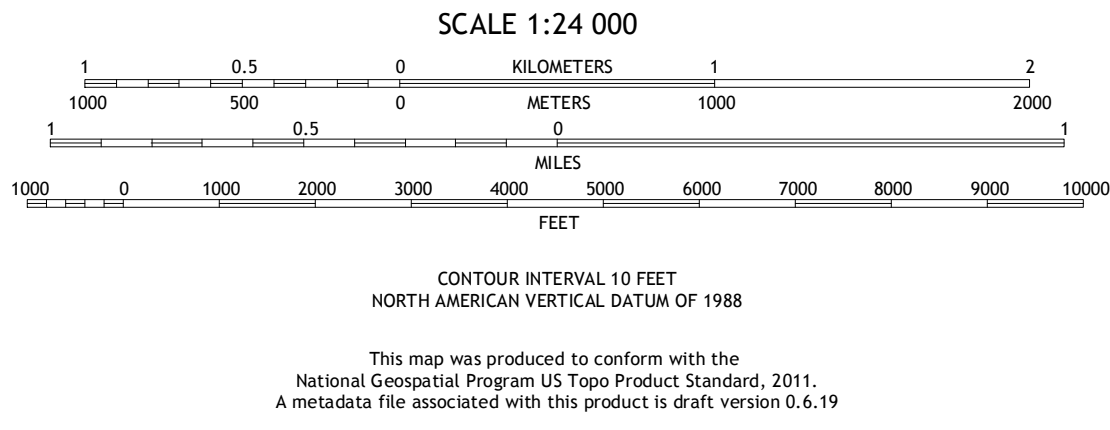 SCALE 1:24 000
1 0.5 0 KILOMETERS 1 2
1000 500 0 METERS 1000 2000
1 0.5 0 1
MILES
1000 0 1000 2000 3000 4000 5000 6000 7000 8000 9000 10000
FEET
CONTOUR INTERVAL 10 FEET
NORTH AMERICAN VERTICAL DATUM OF 1988
This map was produced to conform with the
National Geospatial Program US Topo Product Standard, 2011.
A metadata file associated with this product is draft version 0.6.19